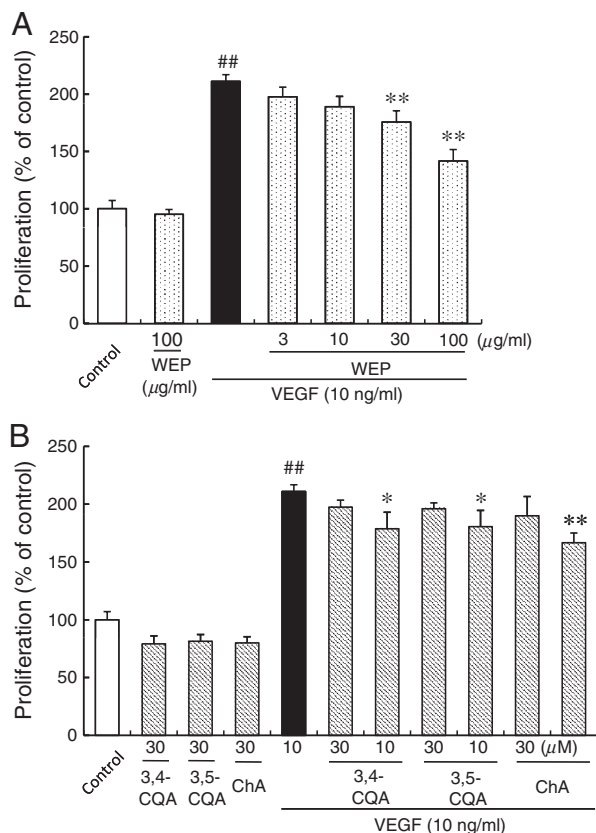 A
Proliferation (% of control)
250
200
150
100
50
0
##
**
**
Control
100
WEP
(μg/ml)
3 10 30 100 (μg/ml)
WEP
VEGF (10 ng/ml)
B
Proliferation (% of control)
250
200
150
100
50
0
##
*
*
**
Control
30 30 30 10 30 10 30 10 30 (μM)
3,4-
CQA
3,5-
CQA
ChA
3,4-
CQA
3,5-
CQA
ChA
VEGF (10 ng/ml)